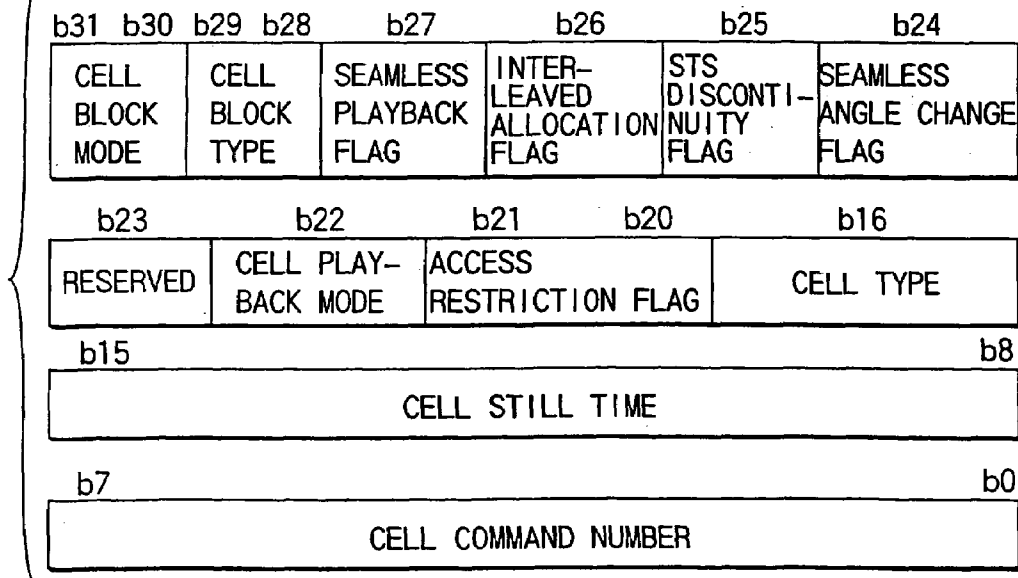 b31 b30 b29 b28 b27 b26 b25 b24
CELL BLOCK MODE
CELL BLOCK TYPE
SEAMLESS PLAYBACK FLAG
INTER-
LEAVED
ALLOCATION
FLAG
STS
DISCONTI-
NUITY
FLAG
SEAMLESS
ANGLE CHANGE
FLAG
b23 b22 b21 b20 b16
RESERVED
CELL PLAY-
BACK MODE
ACCESS
RESTRICTION FLAG
CELL TYPE
b15 b8
CELL STILL TIME
b7 b0
CELL COMMAND NUMBER